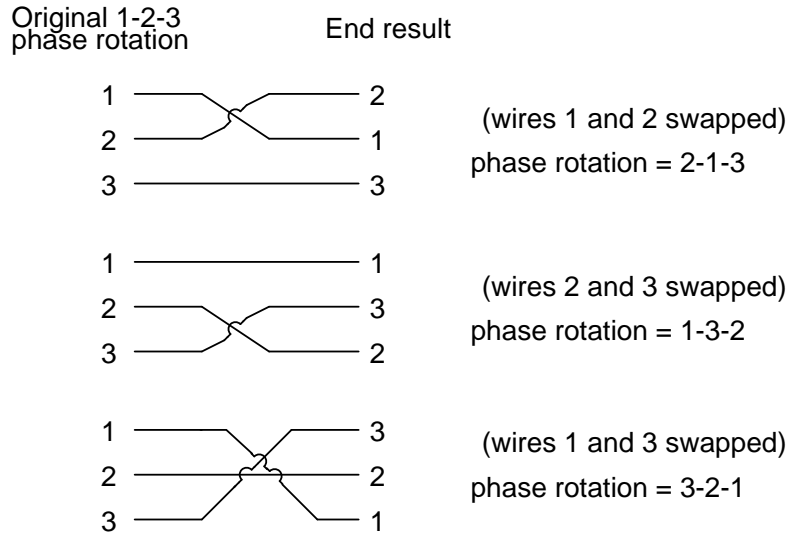 Original 1-2-3
phase rotation
End result
1 2
2 1
3 3
(wires 1 and 2 swapped)
phase rotation = 2-1-3
1 1
2 3
3 2
(wires 2 and 3 swapped)
phase rotation = 1-3-2
1 3
2 2
3 1
(wires 1 and 3 swapped)
phase rotation = 3-2-1